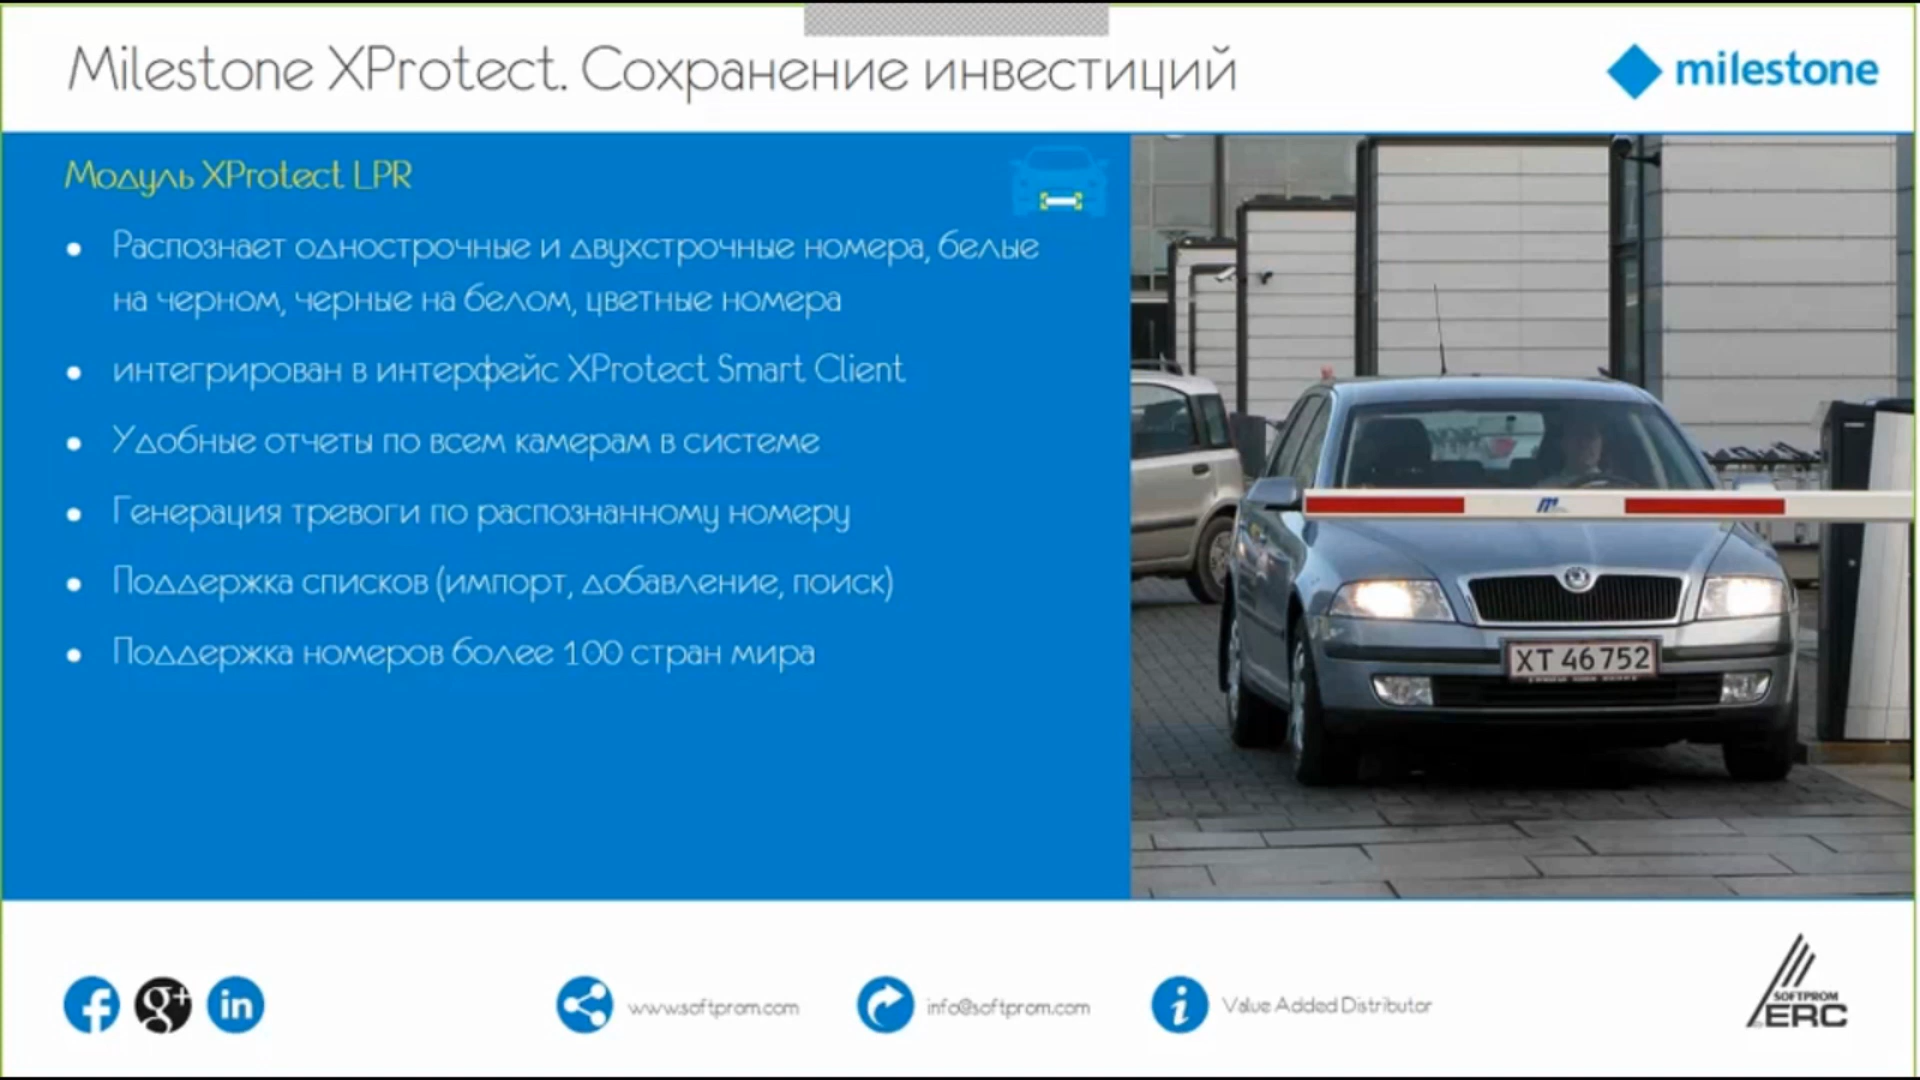 Milestone XProtect. Сохранение инвестиций
milestone
Модуль XProtect LPR
Распознает однострочные и двухстрочные номера, белые
на черном, черные на белом, цветные номера
интегрирован в интерфейс XProtect Smart Client
Удобные отчеты по всем камерам в системе
Генерация тревоги по распознанному номеру
Поддержка списков (импорт, добавление, поиск)
Поддержка номеров более 100 стран мира
XT 46 752
www.softprom.com
info@softprom.com
Value Added Distributor
SOFTPROM
ERC